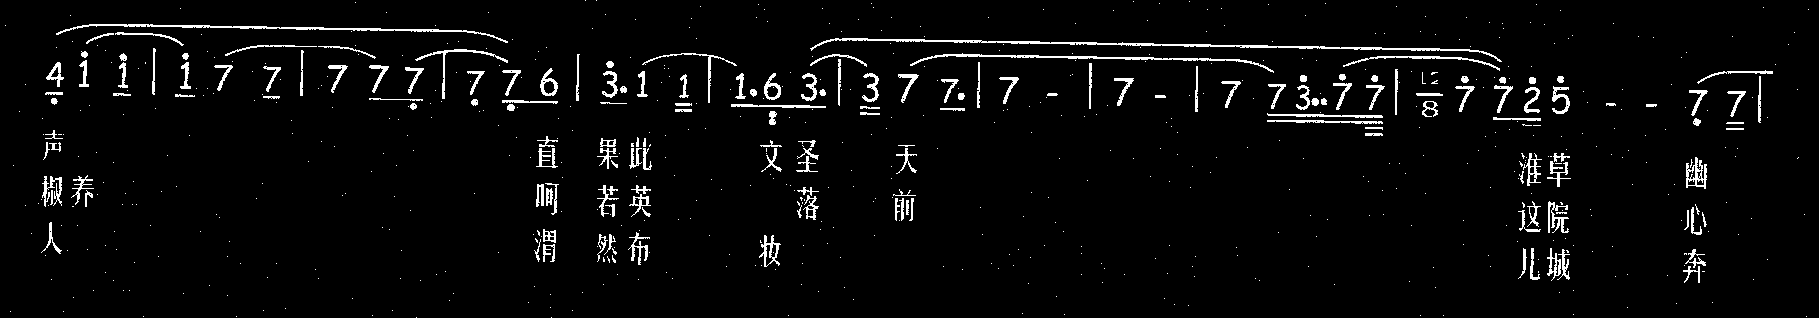 4 1 1 | 1 7 7 | 7 7 7 | 7 7 6 | 3. 1 1 | 1. 6 3. | 3 7 7. | 7 - | 7 - | 7 7 3.. 7 7 | 12/8 7 7 2 5 - - 7 7 |
声 直 果 此 文 圣 天 淮 草 幽
椒 养 呵 若 英 落 前 这 院 心
人 渭 然 布 妆 儿 城 奔